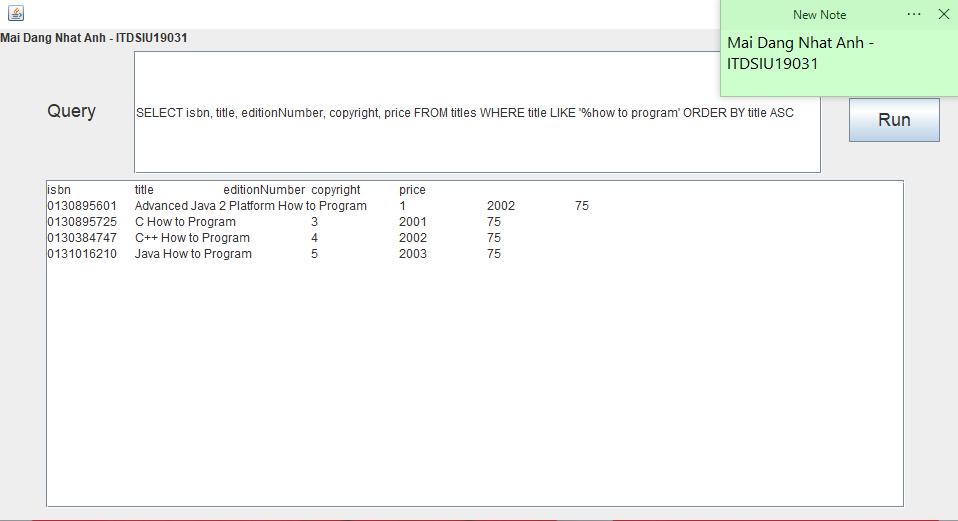 New Note
Mai Dang Nhat Anh - ITDSIU19031
Mai Dang Nhat Anh -
ITDSIU19031
Query
SELECT isbn, title, editionNumber, copyright, price FROM titles WHERE title LIKE '%how to program' ORDER BY title ASC
Run
isbn title editionNumber copyright price
0130895601 Advanced Java 2 Platform How to Program 1 2002 75
0130895725 C How to Program 3 2001 75
0130384747 C++ How to Program 4 2002 75
0131016210 Java How to Program 5 2003 75